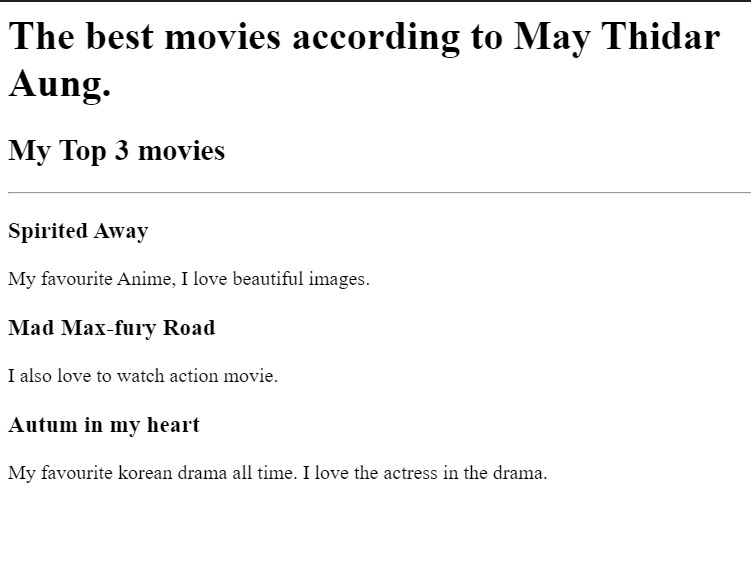 The best movies according to May Thidar
Aung.
My Top 3 movies
Spirited Away
My favourite Anime, I love beautiful images.
Mad Max-fury Road
I also love to watch action movie.
Autum in my heart
My favourite korean drama all time. I love the actress in the drama.